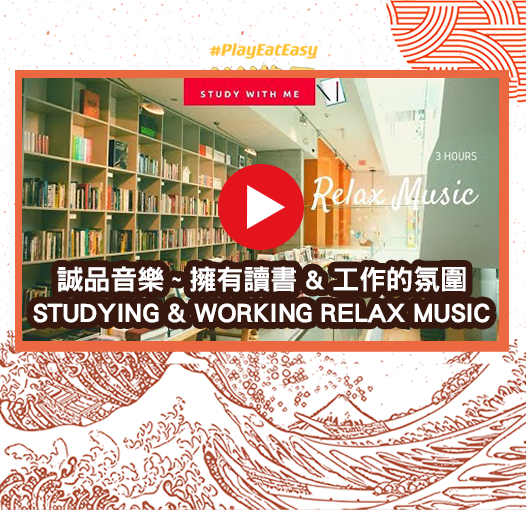 #PlayEatEasy
STUDY WITH ME
3 HOURS
Relax Music
誠品音樂~擁有讀書 & 工作的氛圍
STUDYING & WORKING RELAX MUSIC